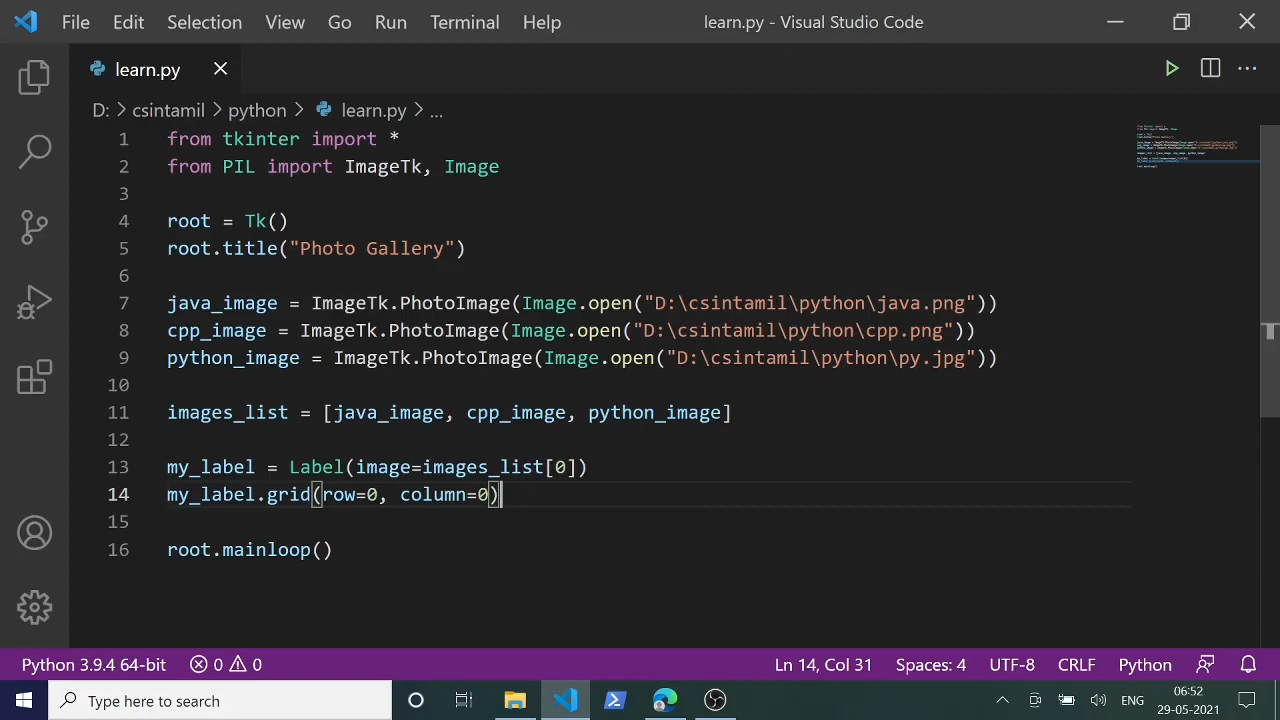 File Edit Selection View Go Run Terminal Help learn.py - Visual Studio Code
learn.py
D: > csintamil > python > learn.py > ...
1 from tkinter import *
2 from PIL import ImageTk, Image
3
4 root = Tk()
5 root.title("Photo Gallery")
6
7 java_image = ImageTk.PhotoImage(Image.open("D:\csintamil\python\java.png"))
8 cpp_image = ImageTk.PhotoImage(Image.open("D:\csintamil\python\cpp.png"))
9 python_image = ImageTk.PhotoImage(Image.open("D:\csintamil\python\py.jpg"))
10
11 images_list = [java_image, cpp_image, python_image]
12
13 my_label = Label(image=images_list[0])
14 my_label.grid(row=0, column=0)
15
16 root.mainloop()
Python 3.9.4 64-bit 0 0 Ln 14, Col 31 Spaces: 4 UTF-8 CRLF Python
Type here to search ENG 06:52
29-05-2021